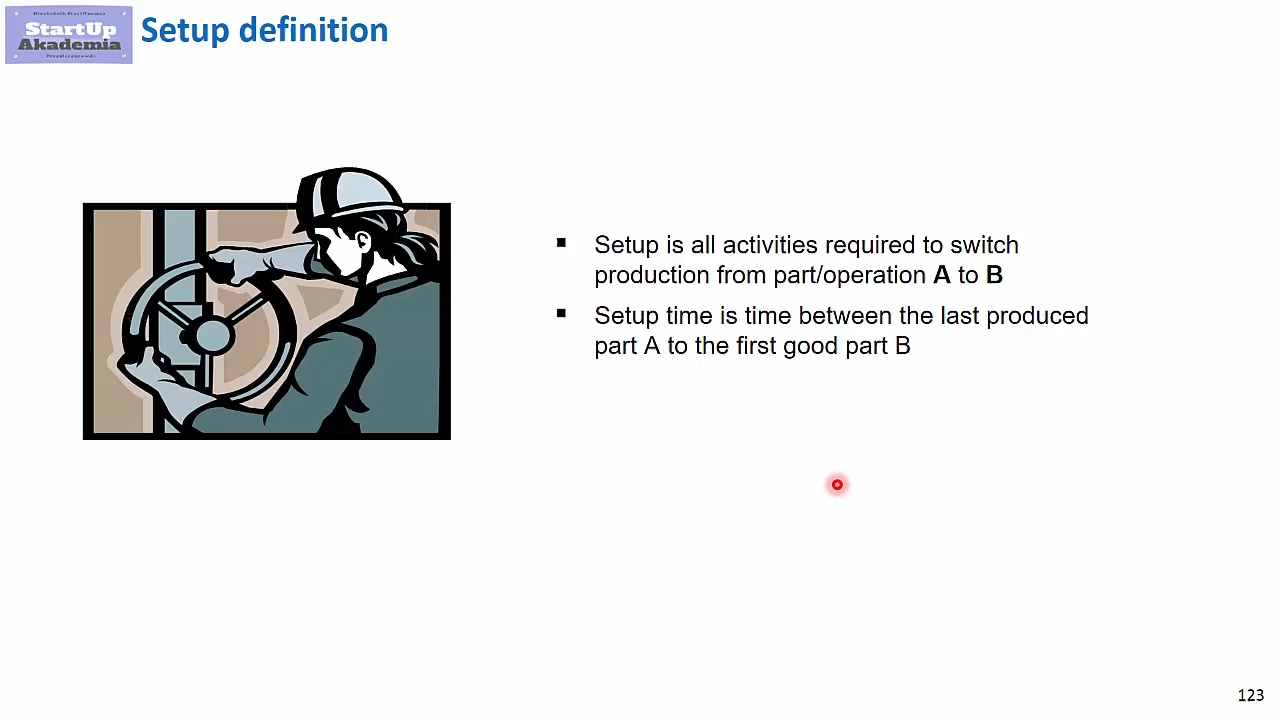 StartUp
Akademia
Setup definition
Setup is all activities required to switch
production from part/operation A to B
Setup time is time between the last produced
part A to the first good part B
123